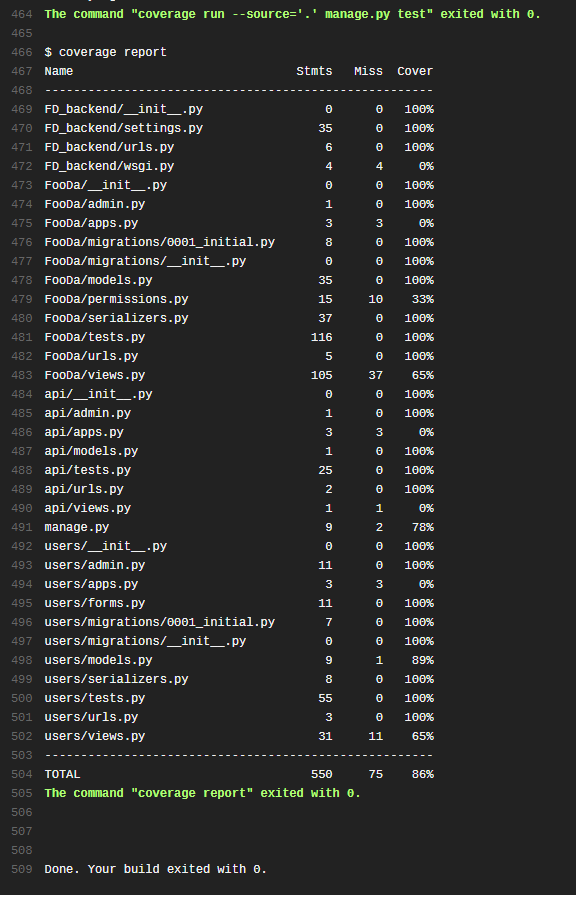 464 The command "coverage run --source='.' manage.py test" exited with 0.
465
466 $ coverage report
467 Name Stmts Miss Cover
468 ------------------------------------------------------
469 FD_backend/__init__.py 0 0 100%
470 FD_backend/settings.py 35 0 100%
471 FD_backend/urls.py 6 0 100%
472 FD_backend/wsgi.py 4 4 0%
473 FooDa/__init__.py 0 0 100%
474 FooDa/admin.py 1 0 100%
475 FooDa/apps.py 3 3 0%
476 FooDa/migrations/0001_initial.py 8 0 100%
477 FooDa/migrations/__init__.py 0 0 100%
478 FooDa/models.py 35 0 100%
479 FooDa/permissions.py 15 10 33%
480 FooDa/serializers.py 37 0 100%
481 FooDa/tests.py 116 0 100%
482 FooDa/urls.py 5 0 100%
483 FooDa/views.py 105 37 65%
484 api/__init__.py 0 0 100%
485 api/admin.py 1 0 100%
486 api/apps.py 3 3 0%
487 api/models.py 1 0 100%
488 api/tests.py 25 0 100%
489 api/urls.py 2 0 100%
490 api/views.py 1 1 0%
491 manage.py 9 2 78%
492 users/__init__.py 0 0 100%
493 users/admin.py 11 0 100%
494 users/apps.py 3 3 0%
495 users/forms.py 11 0 100%
496 users/migrations/0001_initial.py 7 0 100%
497 users/migrations/__init__.py 0 0 100%
498 users/models.py 9 1 89%
499 users/serializers.py 8 0 100%
500 users/tests.py 55 0 100%
501 users/urls.py 3 0 100%
502 users/views.py 31 11 65%
503 ------------------------------------------------------
504 TOTAL 550 75 86%
505 The command "coverage report" exited with 0.
506
507
508
509 Done. Your build exited with 0.